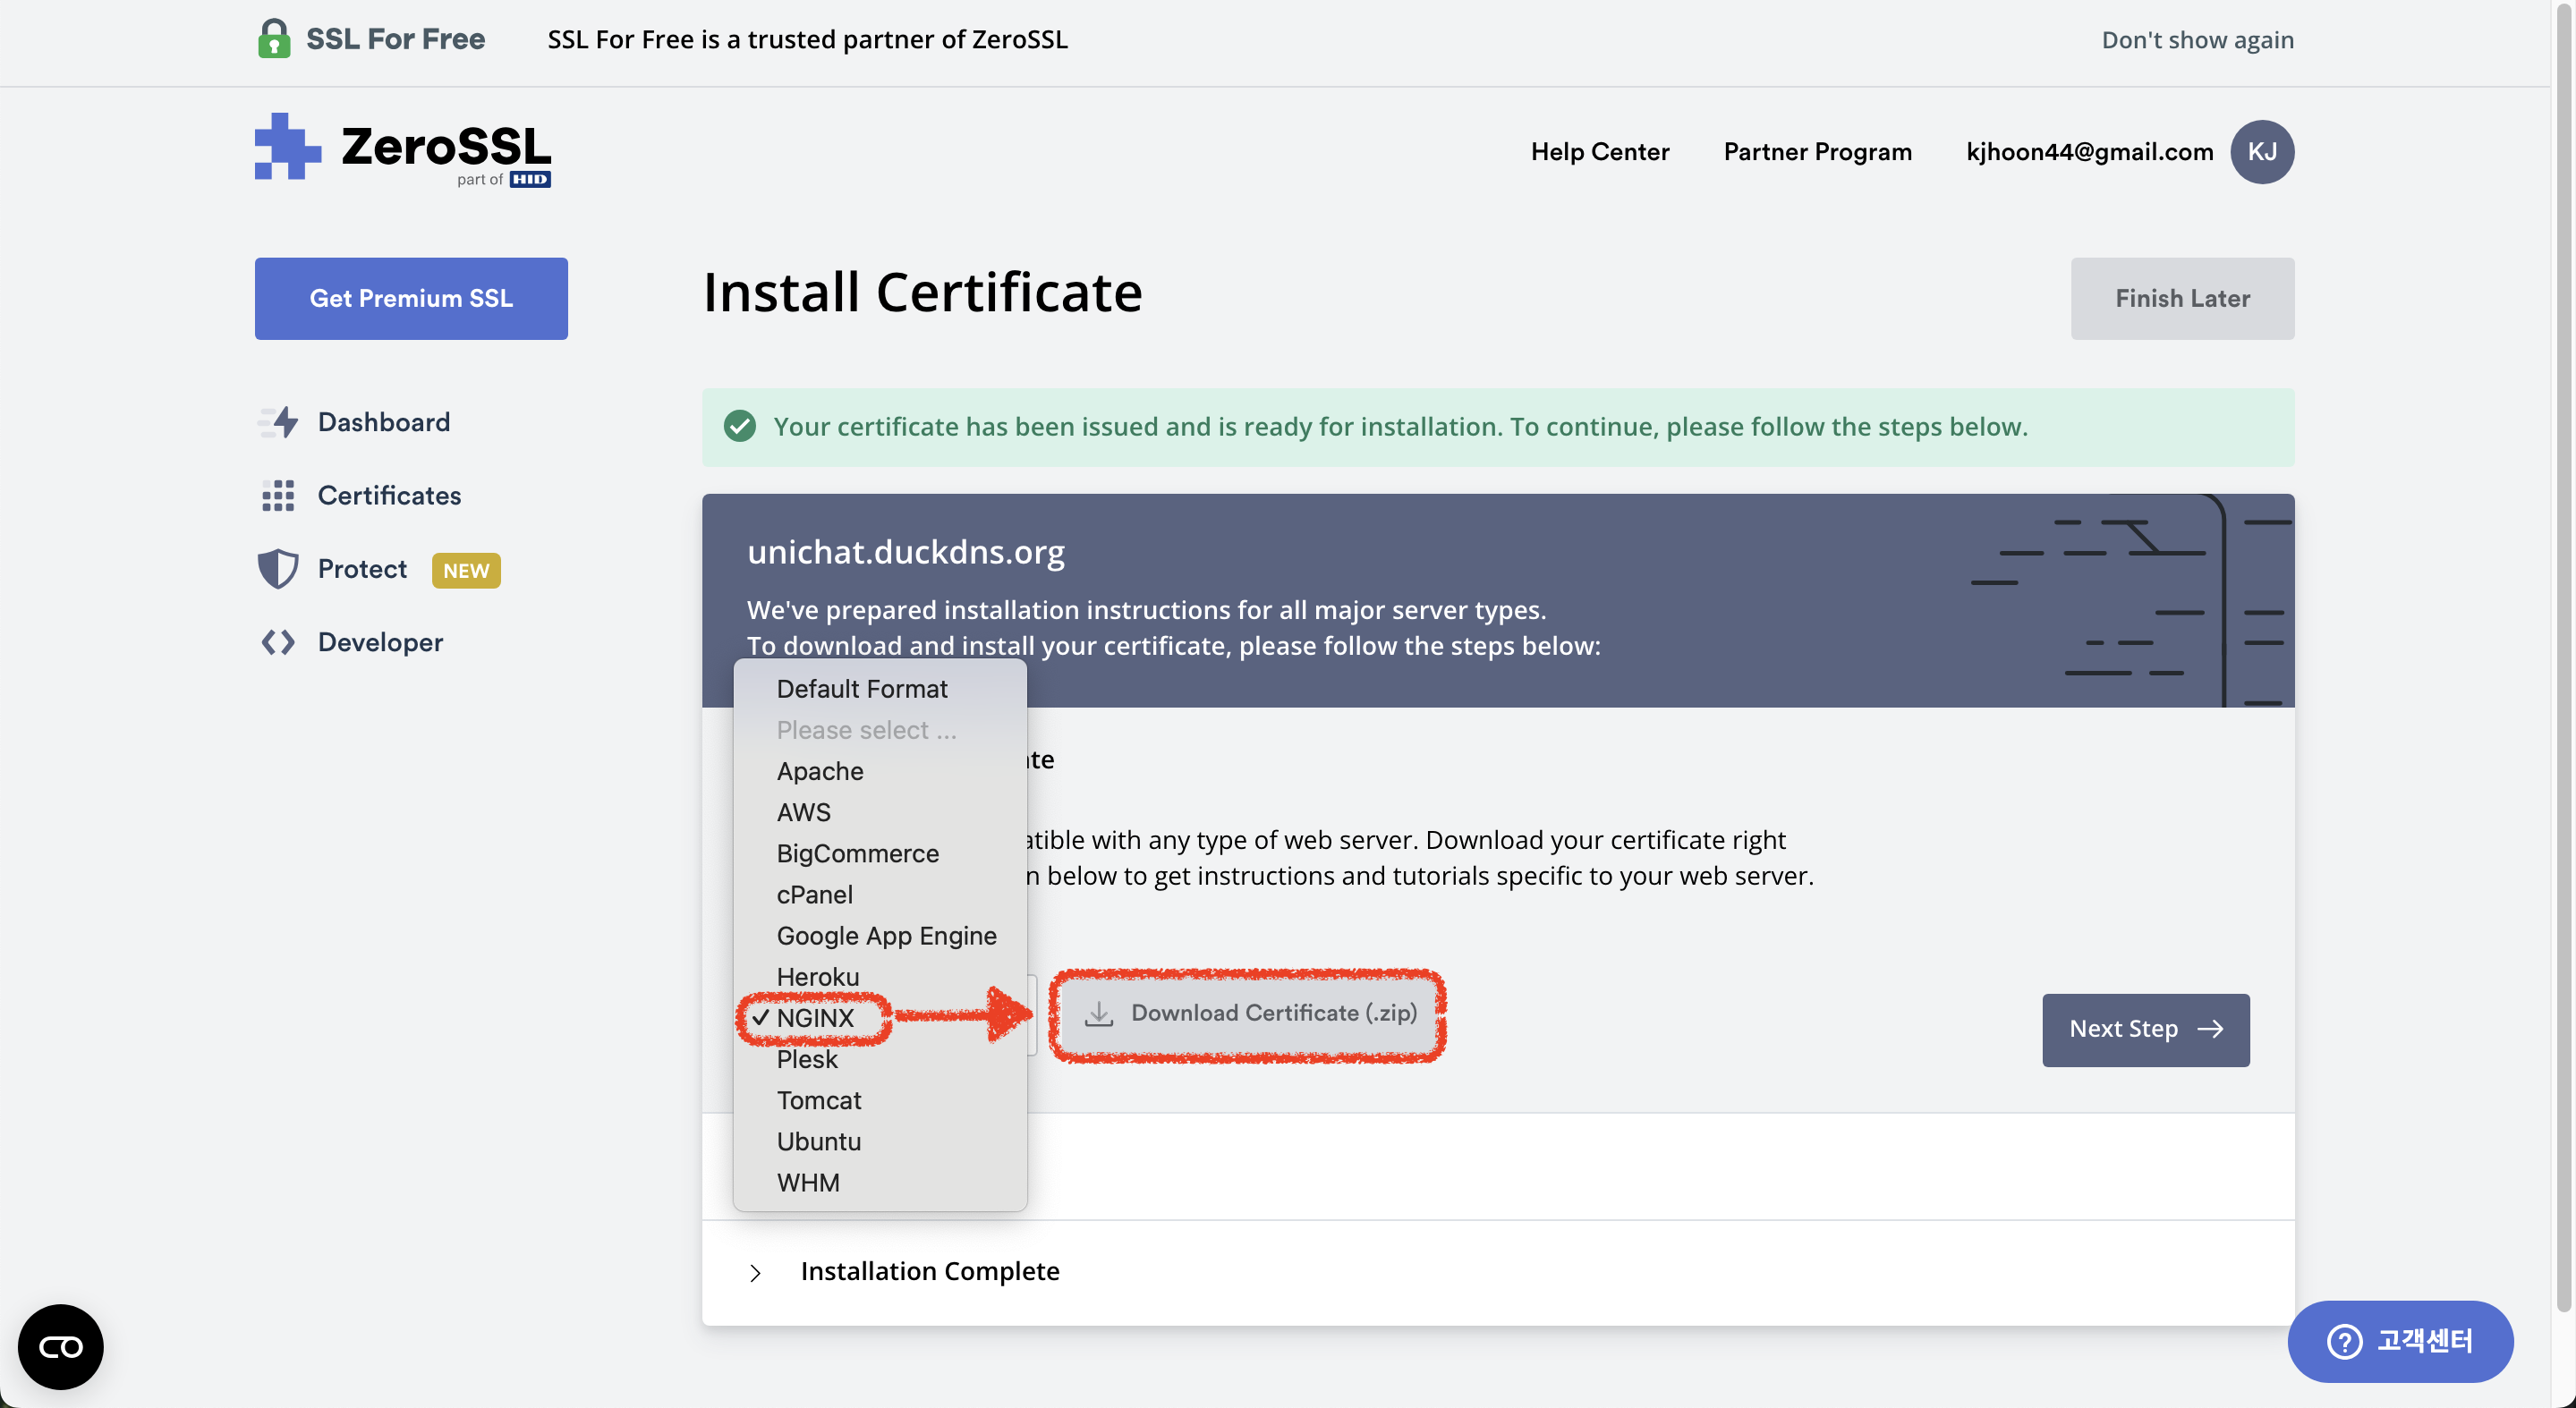 SSL For Free
SSL For Free is a trusted partner of ZeroSSL
Don't show again
ZeroSSL
part of HID
Help Center
Partner Program
kjhoon44@gmail.com
KJ
Get Premium SSL
Install Certificate
Finish Later
Dashboard
Certificates
Protect NEW
Developer
Your certificate has been issued and is ready for installation. To continue, please follow the steps below.
unichat.duckdns.org
We've prepared installation instructions for all major server types.
To download and install your certificate, please follow the steps below:
Default Format
Please select ...
Apache
AWS
BigCommerce
cPanel
Google App Engine
Heroku
NGINX
Plesk
Tomcat
Ubuntu
WHM
with any type of web server. Download your certificate right
below to get instructions and tutorials specific to your web server.
Download Certificate (.zip)
Next Step
Installation Complete
고객센터